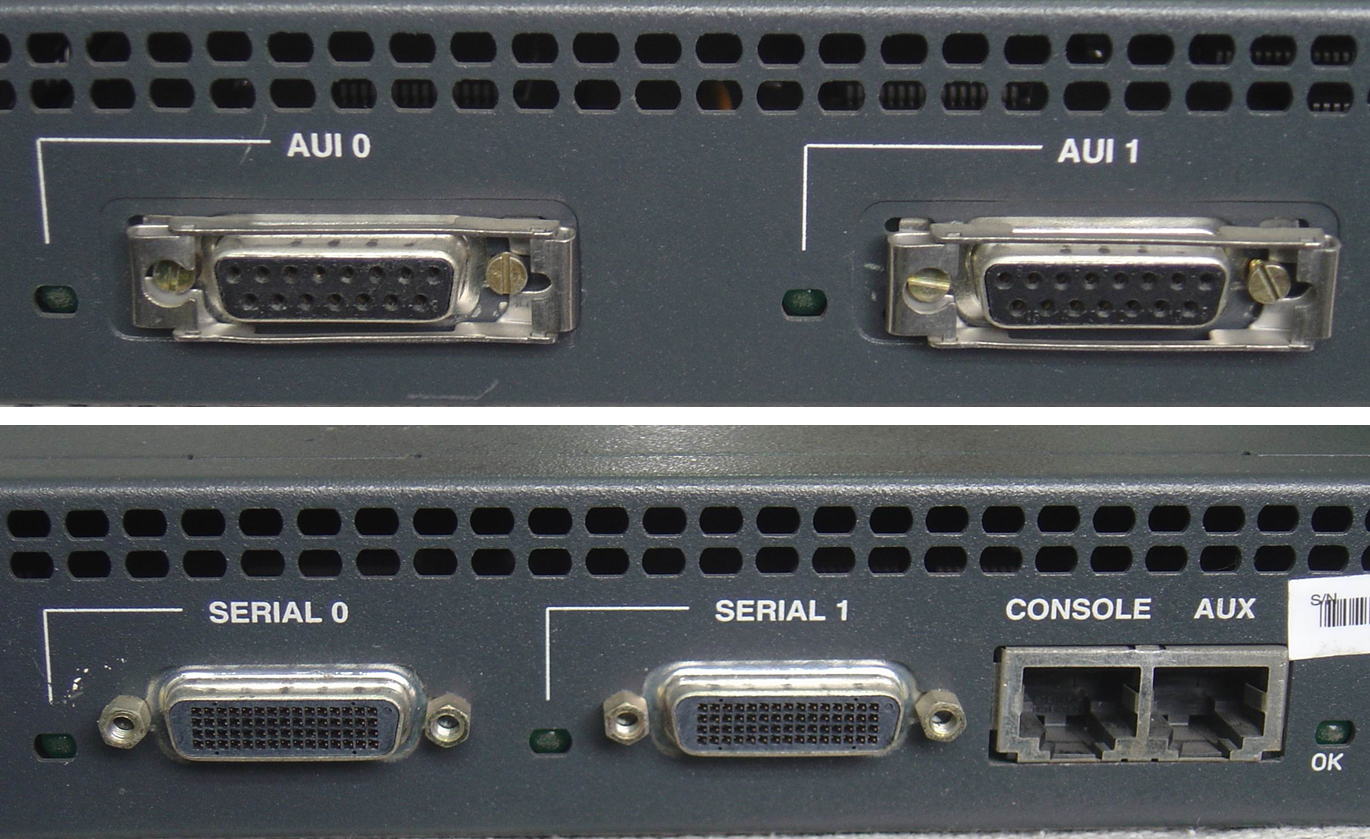 AUI 0
AUI 1
SERIAL 0
SERIAL 1
CONSOLE
AUX
S/N
OK